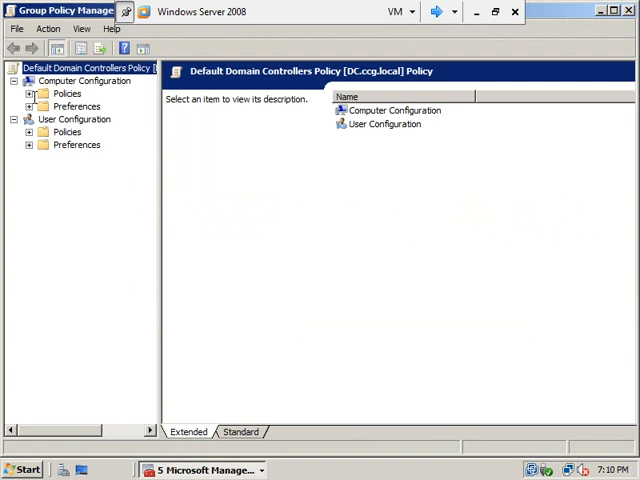 Group Policy Manage
Windows Server 2008
VM
File Action View Help
Default Domain Controllers Policy [
Computer Configuration
Policies
Preferences
User Configuration
Policies
Preferences
Default Domain Controllers Policy [DC.ccg.local] Policy
Select an item to view its description.
Name
Computer Configuration
User Configuration
Extended
Standard
Start
5 Microsoft Manage...
7:10 PM